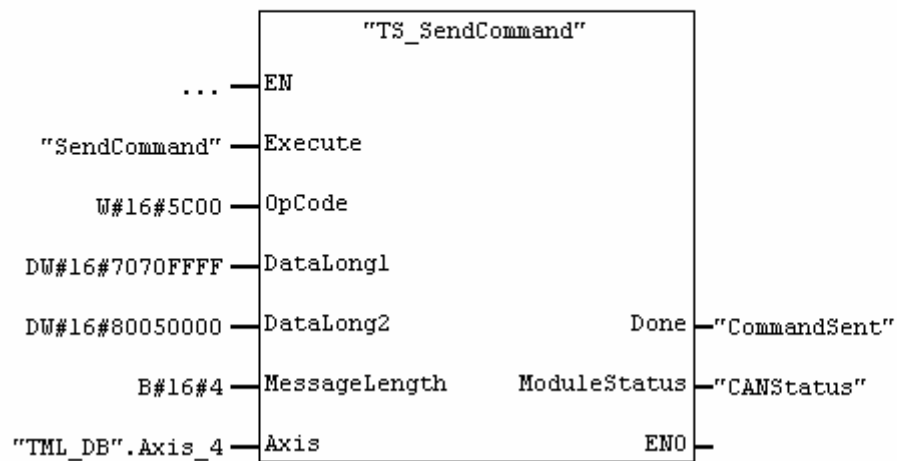 "TS_SendCommand"
... EN
"SendCommand" Execute
W#16#5C00 OpCode
DW#16#7070FFFF DataLong1
DW#16#80050000 DataLong2 Done "CommandSent"
B#16#4 MessageLength ModuleStatus "CANStatus"
"TML_DB".Axis_4 Axis ENO